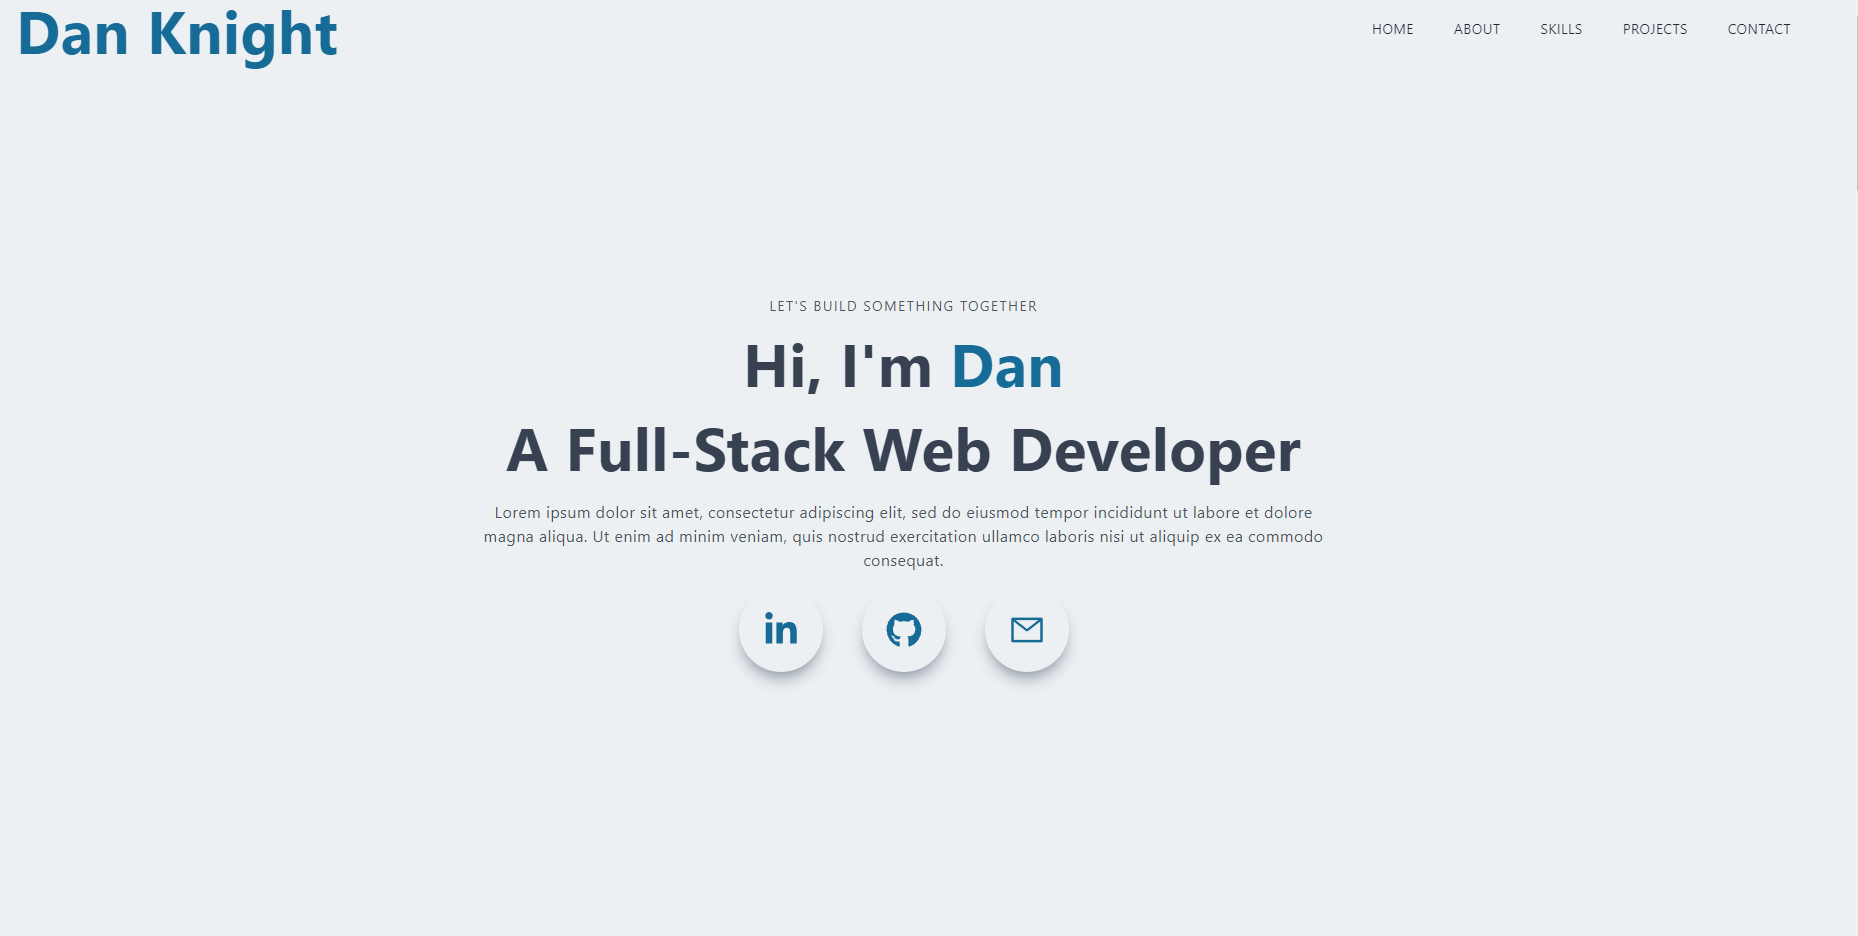 Dan Knight
HOME ABOUT SKILLS PROJECTS CONTACT
LET'S BUILD SOMETHING TOGETHER
Hi, I'm Dan
A Full-Stack Web Developer
Lorem ipsum dolor sit amet, consectetur adipiscing elit, sed do eiusmod tempor incididunt ut labore et dolore
magna aliqua. Ut enim ad minim veniam, quis nostrud exercitation ullamco laboris nisi ut aliquip ex ea commodo
consequat.
in